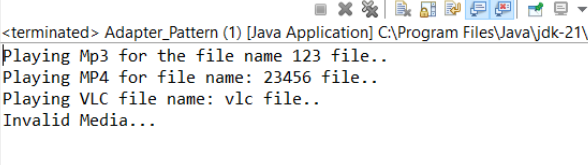 <terminated> Adapter_Pattern (1) [Java Application] C:\Program Files\Java\jdk-21\
Playing Mp3 for the file name 123 file..
Playing MP4 for file name: 23456 file..
Playing VLC file name: vlc file..
Invalid Media...